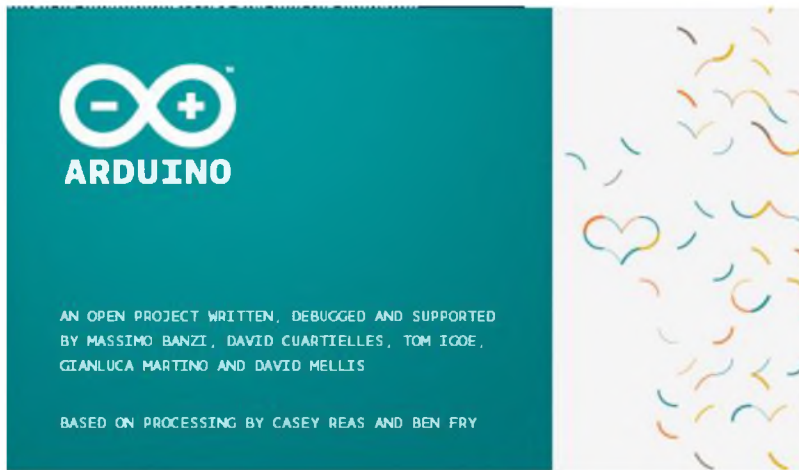 ARDUINO
AN OPEN PROJECT WRITTEN, DEBUGGED AND SUPPORTED
BY MASSIMO BANZI, DAVID CUARTIELLES, TOM IGOE,
GIANLUCA MARTINO AND DAVID MELLIS
BASED ON PROCESSING BY CASEY REAS AND BEN FRY